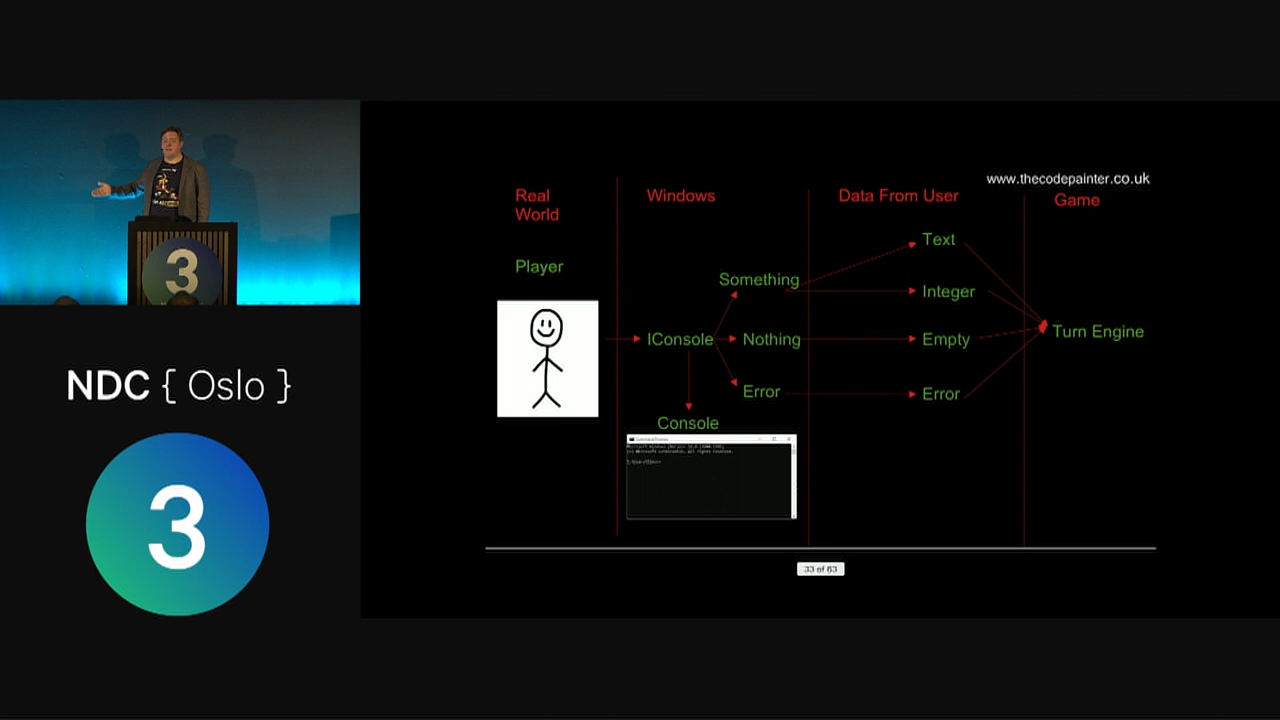 3
NDC { Oslo }
3
www.thecodepainter.co.uk
Real
World
Windows
Data From User
Game
Player
Something
Text
Integer
IConsole
Nothing
Empty
Turn Engine
Error
Error
Console
33 of 63